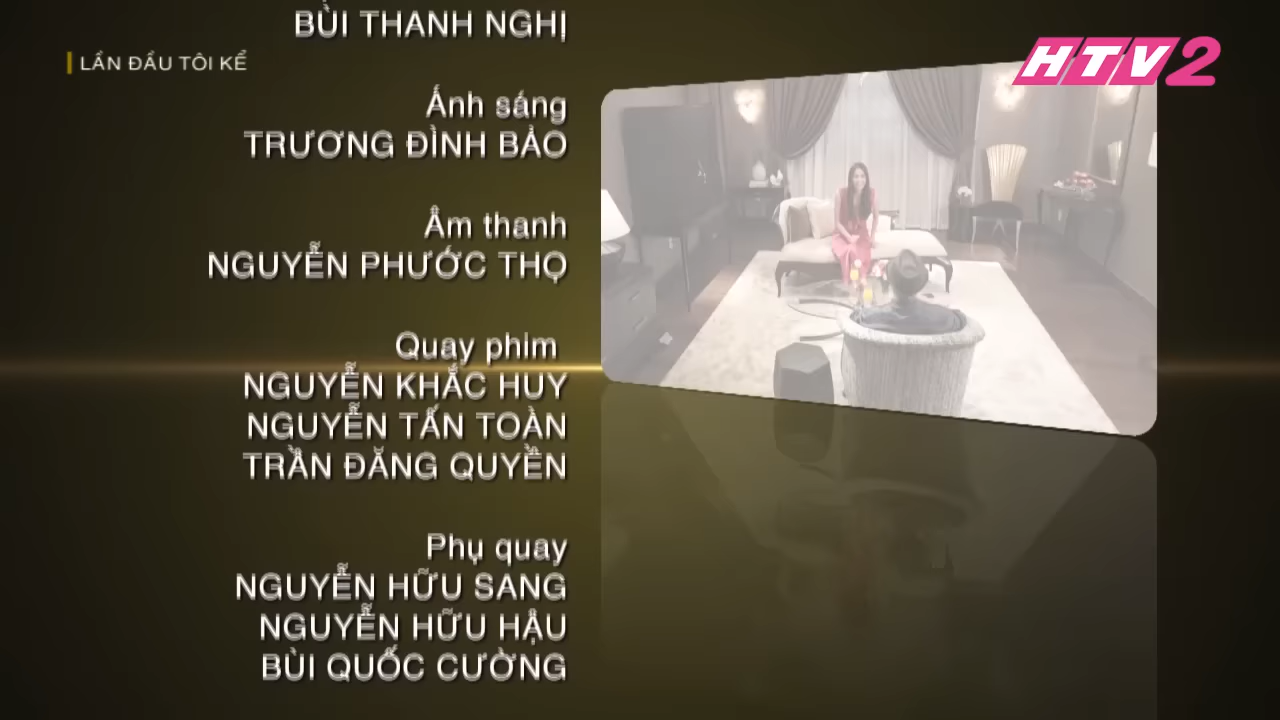 BÙI THANH NGHỊ
LẦN ĐẦU TÔI KỂ
HTV2
Ánh sáng
TRƯƠNG ĐÌNH BẢO
Âm thanh
NGUYỄN PHƯỚC THỌ
Quay phim
NGUYỄN KHẮC HUY
NGUYỄN TẤN TOÀN
TRẦN ĐĂNG QUYỀN
Phụ quay
NGUYỄN HỮU SANG
NGUYỄN HỮU HẬU
BÙI QUỐC CƯỜNG